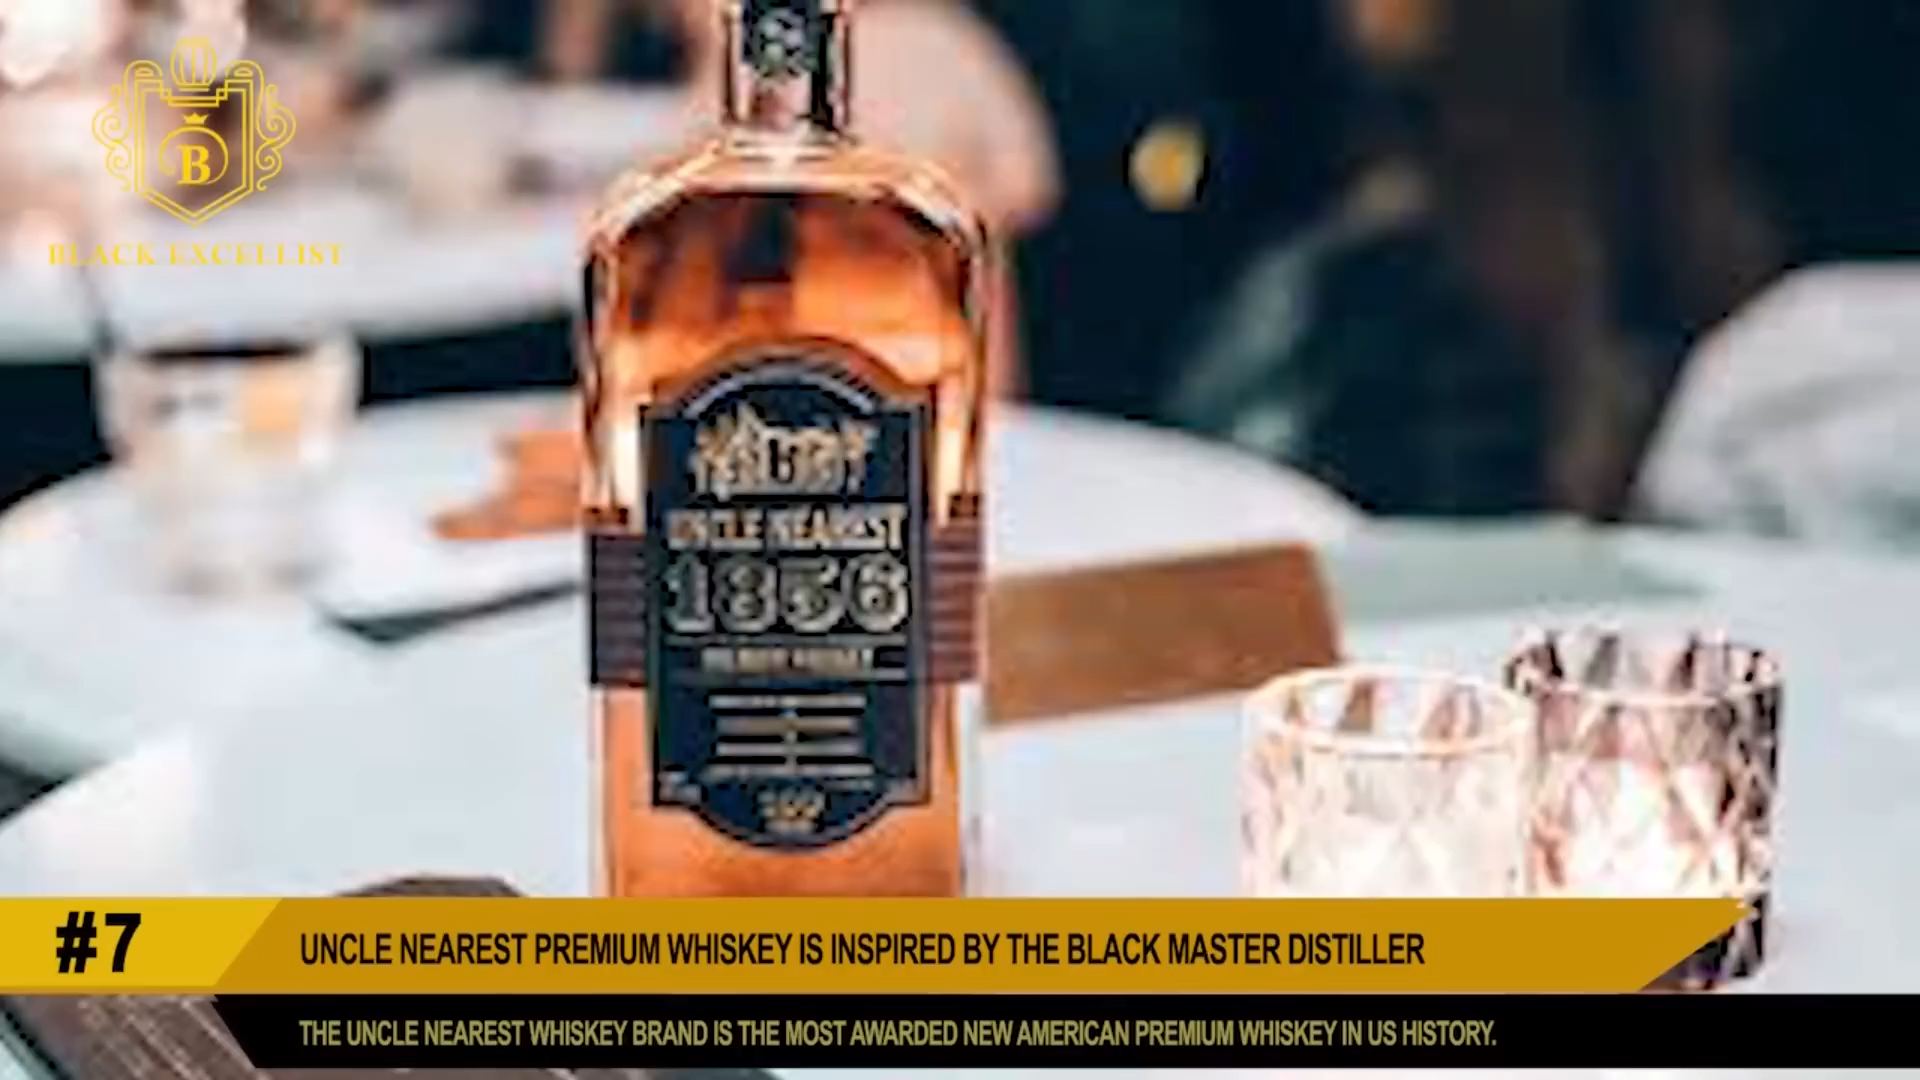 B
BLACK EXCELLIST
UNCLE NEAREST
1856
#7
UNCLE NEAREST PREMIUM WHISKEY IS INSPIRED BY THE BLACK MASTER DISTILLER
THE UNCLE NEAREST WHISKEY BRAND IS THE MOST AWARDED NEW AMERICAN PREMIUM WHISKEY IN US HISTORY.